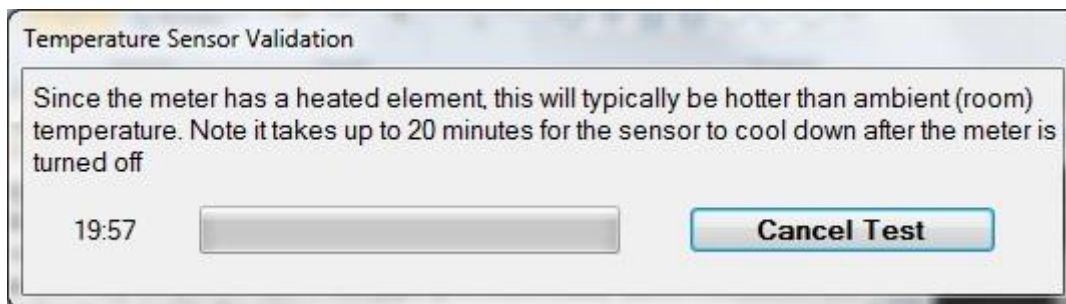 Temperature Sensor Validation
Since the meter has a heated element, this will typically be hotter than ambient (room)
temperature. Note it takes up to 20 minutes for the sensor to cool down after the meter is
turned off
19:57 Cancel Test